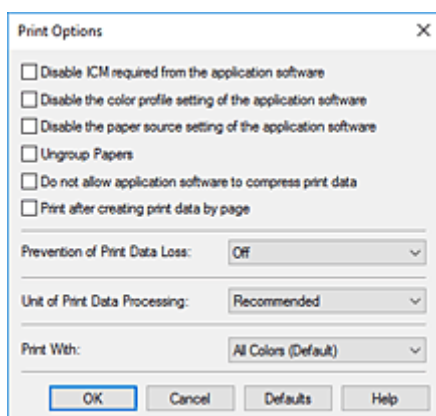 Print Options
Disable ICM required from the application software
Disable the color profile setting of the application software
Disable the paper source setting of the application software
Ungroup Papers
Do not allow application software to compress print data
Print after creating print data by page
Prevention of Print Data Loss: Off
Unit of Print Data Processing: Recommended
Print With: All Colors (Default)
OK Cancel Defaults Help